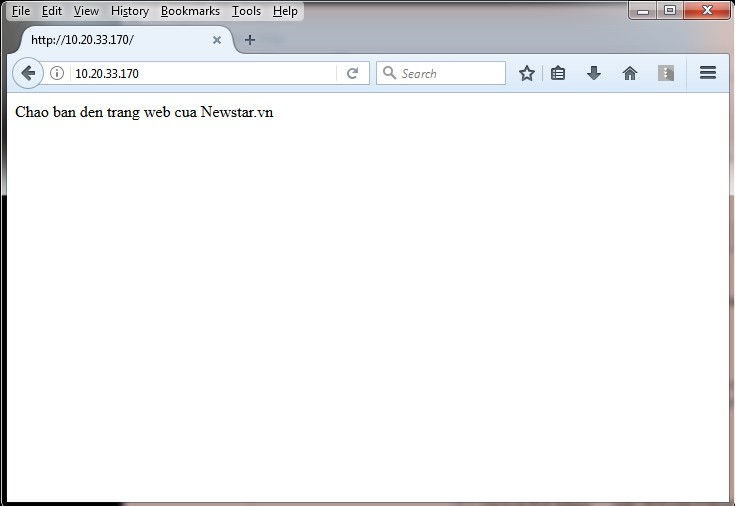 File Edit View History Bookmarks Tools Help
http://10.20.33.170/
10.20.33.170 Search
Chao ban den trang web cua Newstar.vn